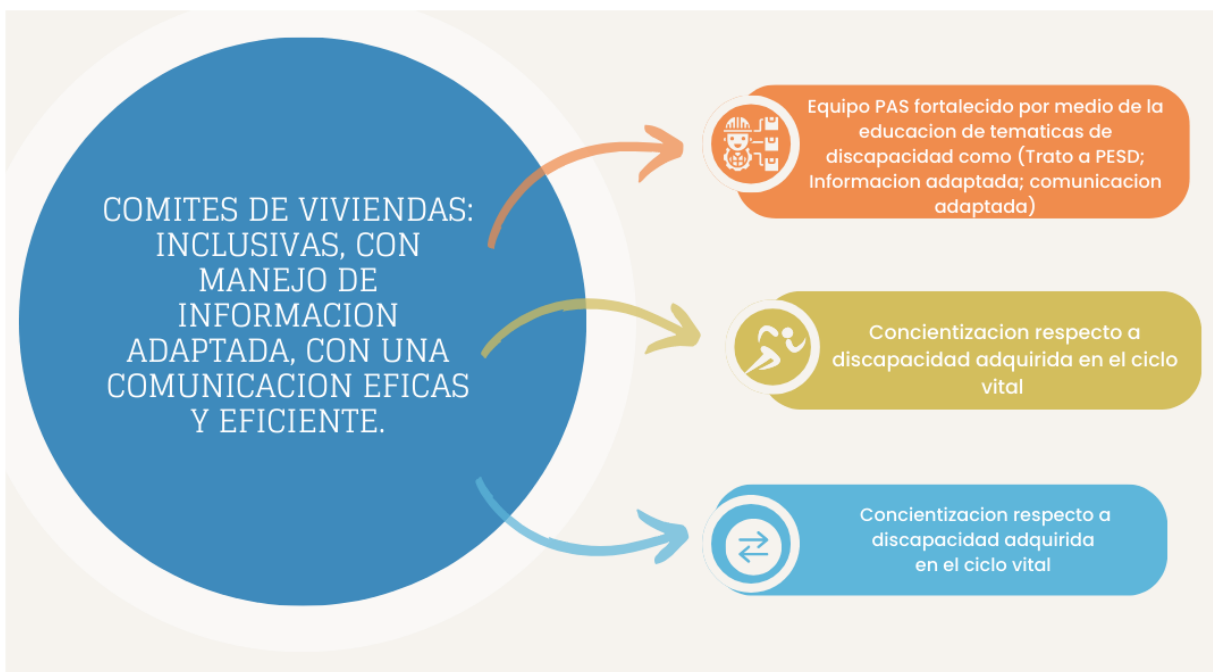 COMITES DE VIVIENDAS:
INCLUSIVAS, CON
MANEJO DE
INFORMACION
ADAPTADA, CON UNA
COMUNICACION EFICAS
Y EFICIENTE.
Equipo PAS fortalecido por medio de la
educacion de tematicas de
discapacidad como (Trato a PESD;
Informacion adaptada; comunicacion
adaptada)
Concientizacion respecto a
discapacidad adquirida en el ciclo
vital
Concientizacion respecto a
discapacidad adquirida
en el ciclo vital